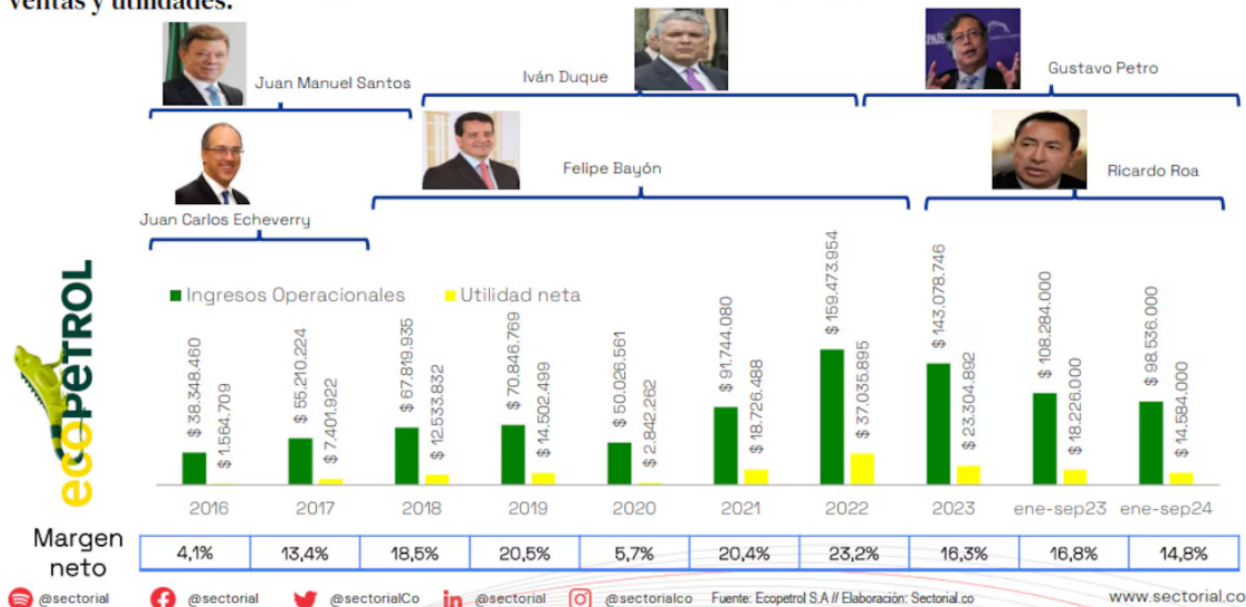 ventas y utilidades.
Juan Manuel Santos
Iván Duque
Gustavo Petro
Felipe Bayón
Ricardo Roa
Juan Carlos Echeverry
ecopetrol
Ingresos Operacionales
Utilidad neta
$ 38.348.460
$ 1.564.709
$ 55.210.224
$ 7.401.922
$ 67.819.935
$ 12.533.832
$ 70.846.769
$ 14.502.499
$ 50.026.561
$ 2.842.262
$ 91.744.080
$ 18.726.488
$ 159.473.954
$ 37.035.895
$ 143.078.746
$ 23.304.892
$ 108.284.000
$ 18.226.000
$ 98.536.000
$ 14.584.000
2016 2017 2018 2019 2020 2021 2022 2023 ene-sep23 ene-sep24
Margen
neto
4,1% 13,4% 18,5% 20,5% 5,7% 20,4% 23,2% 16,3% 16,8% 14,8%
@sectorial @sectorial @sectorialCo @sectorial @sectorialco Fuente: Ecopetrol S.A // Elaboración: Sectorial.co www.sectorial.co